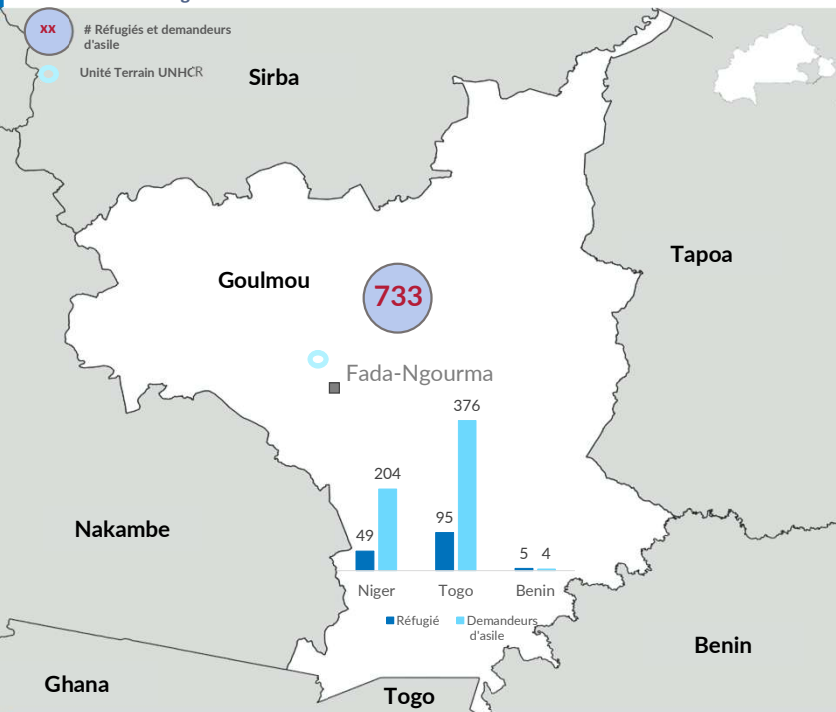 xx
# Réfugiés et demandeurs
d'asile
Unité Terrain UNHCR
Sirba
Tapoa
Goulmou
733
Fada-Ngourma
376
204
95
49
5
4
Nakambe
Niger
Togo
Benin
Réfugié
Demandeurs
d'asile
Benin
Ghana
Togo